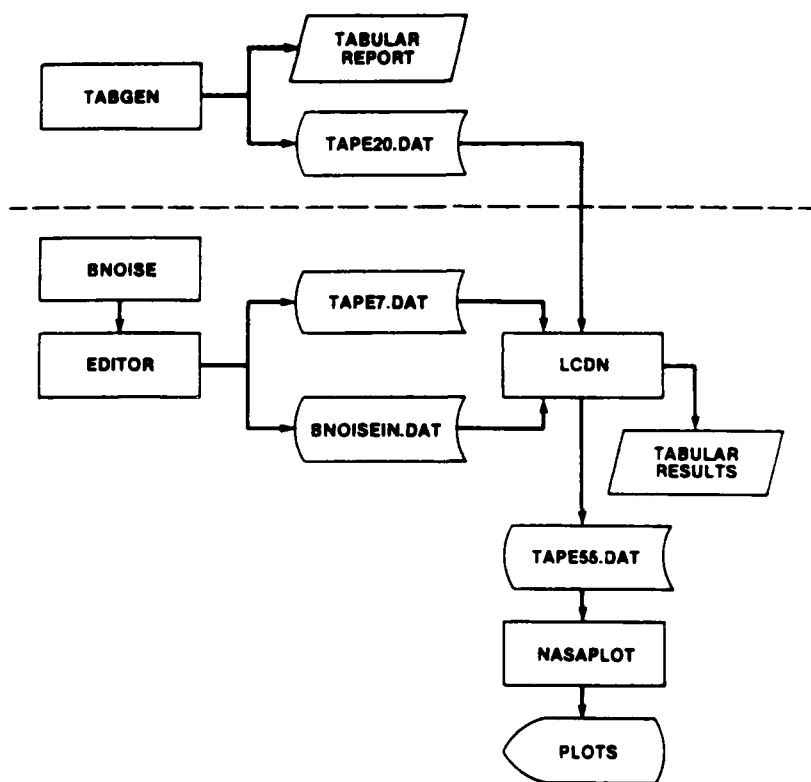 TABULAR
REPORT
TABGEN
TAPE20.DAT
BNOISE
TAPE7.DAT
EDITOR
LCDN
BNOISEIN.DAT
TABULAR
RESULTS
TAPE55.DAT
NASAPLOT
PLOTS